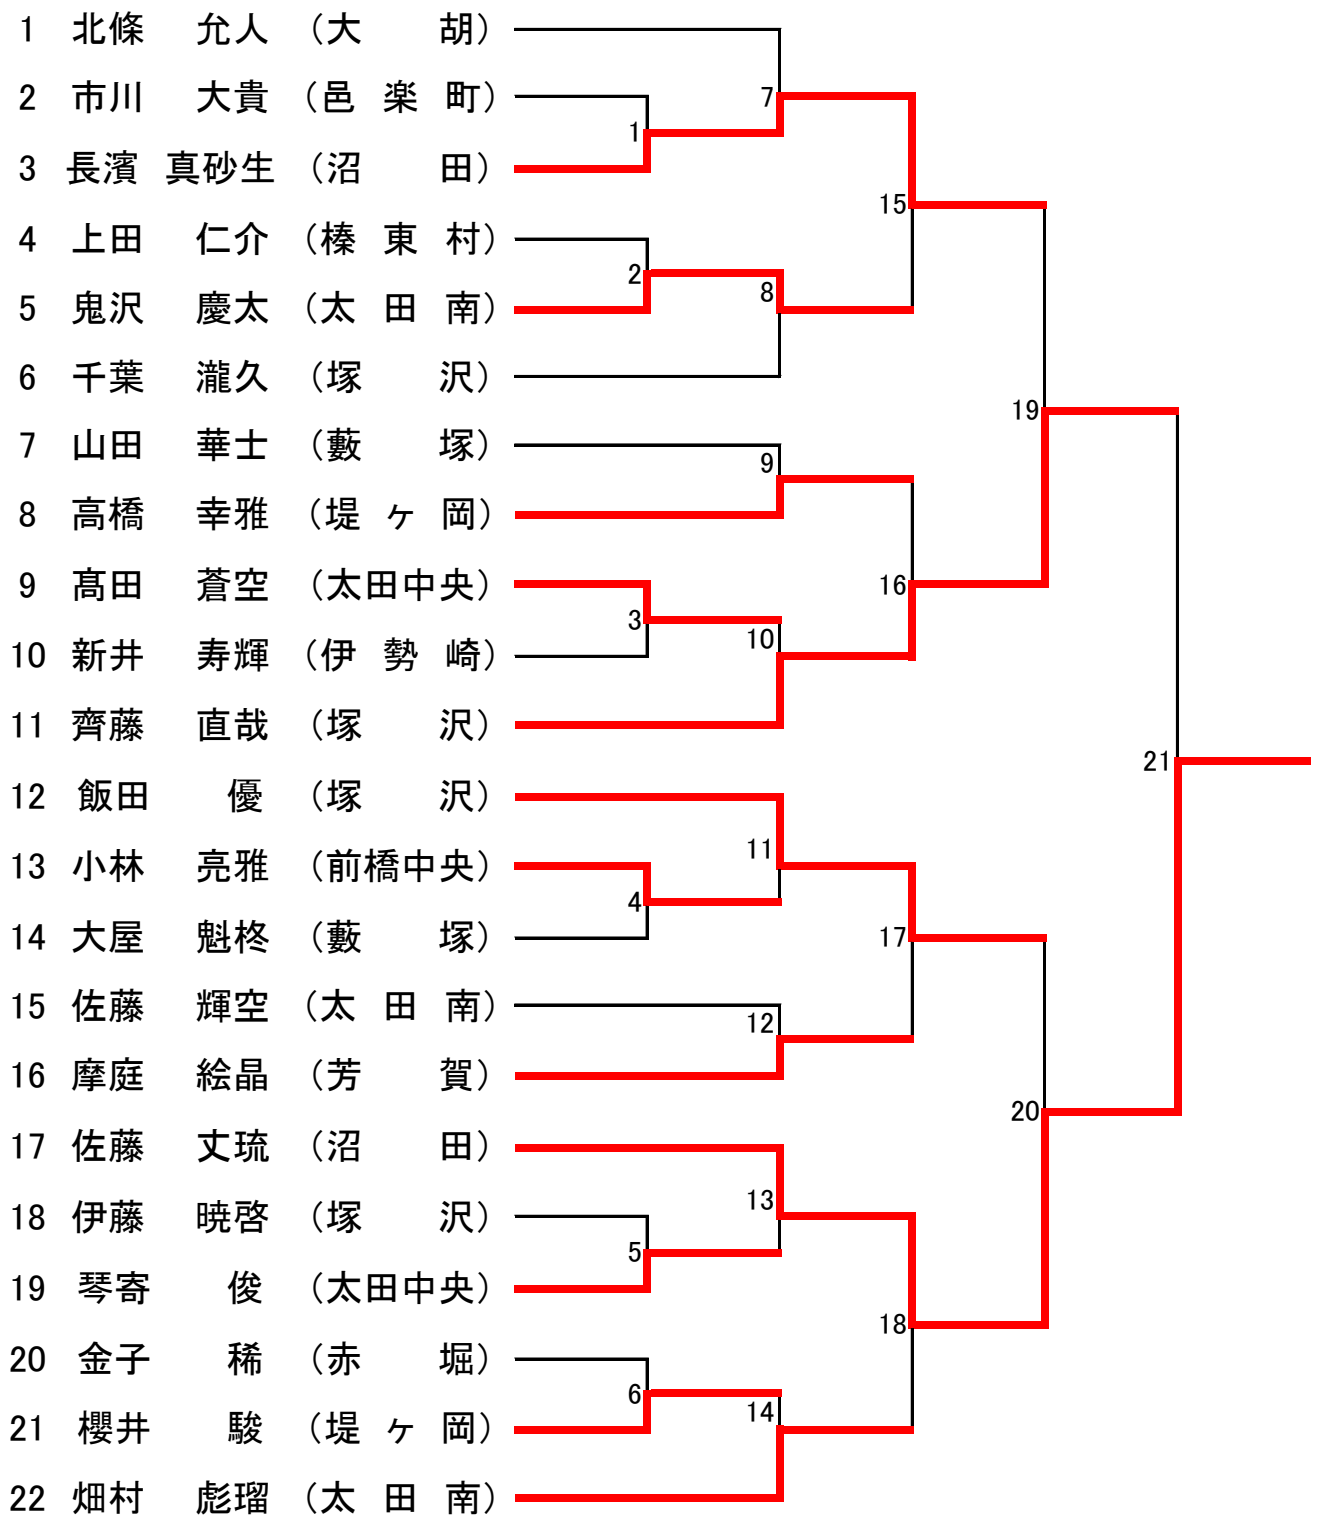 1 北條 允人 （大 胡）
2 市川 大貴 （邑 楽 町）
7
1
3 長濱 真砂生 （沼 田）
15
4 上田 仁介 （榛 東 村）
2
8
5 鬼沢 慶太 （太 田 南）
6 千葉 瀧久 （塚 沢）
19
7 山田 華士 （藪 塚）
9
8 高橋 幸雅 （堤 ヶ 岡）
9 髙田 蒼空 （太田中央）
16
3
10
10 新井 寿輝 （伊 勢 崎）
11 齊藤 直哉 （塚 沢）
21
12 飯田 優 （塚 沢）
11
13 小林 亮雅 （前橋中央）
4
14 大屋 魁柊 （藪 塚）
17
15 佐藤 輝空 （太 田 南）
12
16 摩庭 絵晶 （芳 賀）
20
17 佐藤 丈琉 （沼 田）
13
18 伊藤 暁啓 （塚 沢）
5
19 琴寄 俊 （太田中央）
18
20 金子 稀 （赤 堀）
6
14
21 櫻井 駿 （堤 ヶ 岡）
22 畑村 彪瑠 （太 田 南）